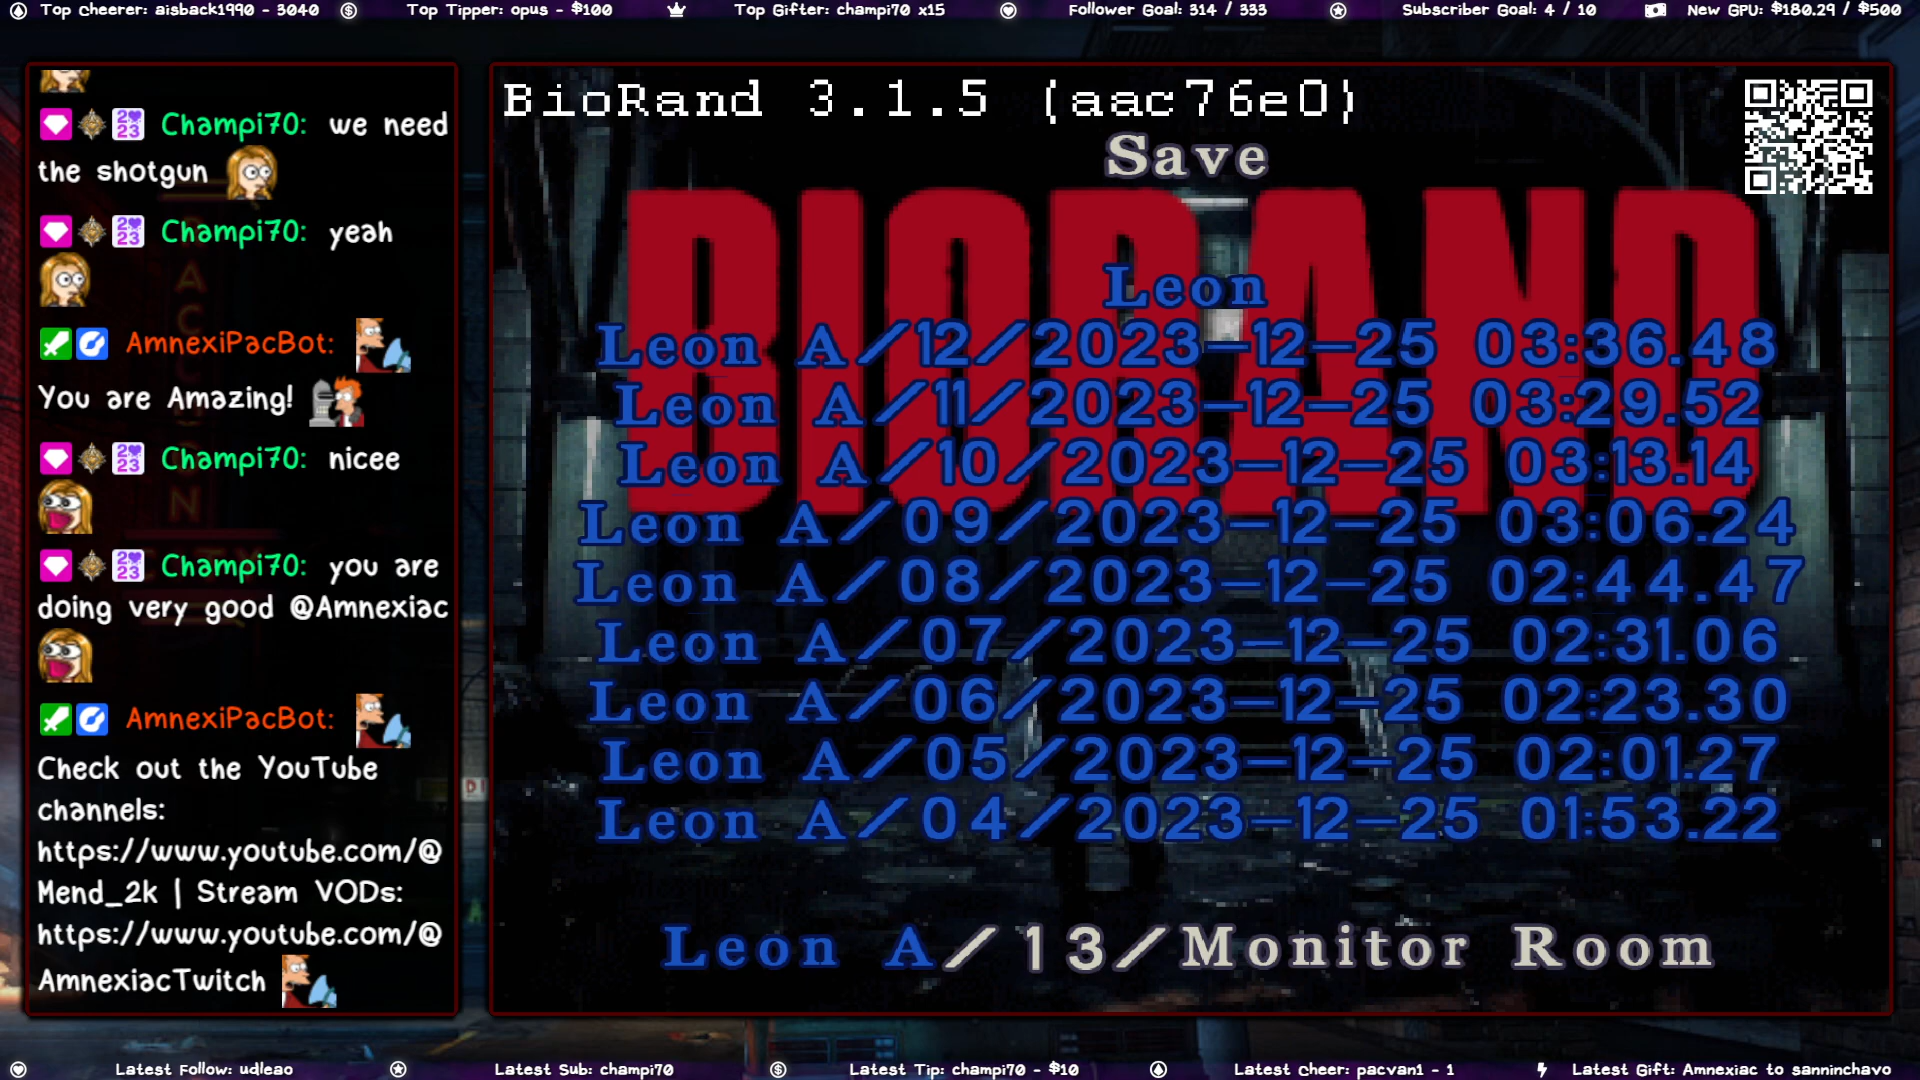 Top Cheerer: aisback1990 - 3040 Top Tipper: opus - $100 Top Gifter: champi70 x15 Follower Goal: 314 / 333 Subscriber Goal: 4 / 10 New GPU: $180.29 / $500
Champi70: we need
the shotgun
Champi70: yeah
AmnexiPacBot:
You are Amazing!
Champi70: nicee
Champi70: you are
doing very good @Amnexiac
AmnexiPacBot:
Check out the YouTube
channels:
https://www.youtube.com/@
Mend_2k | Stream VODs:
https://www.youtube.com/@
AmnexiacTwitch
BioRand 3.1.5 (aac76e0)
Save
BIORAND
Leon
Leon A/12/2023-12-25 03:36.48
Leon A/11/2023-12-25 03:29.52
Leon A/10/2023-12-25 03:13.14
Leon A/09/2023-12-25 03:06.24
Leon A/08/2023-12-25 02:44.47
Leon A/07/2023-12-25 02:31.06
Leon A/06/2023-12-25 02:23.30
Leon A/05/2023-12-25 02:01.27
Leon A/04/2023-12-25 01:53.22
Leon A/13/Monitor Room
Latest Follow: udleao Latest Sub: champi70 Latest Tip: champi70 - $10 Latest Cheer: pacvan1 - 1 Latest Gift: Amnexiac to sanninchavo